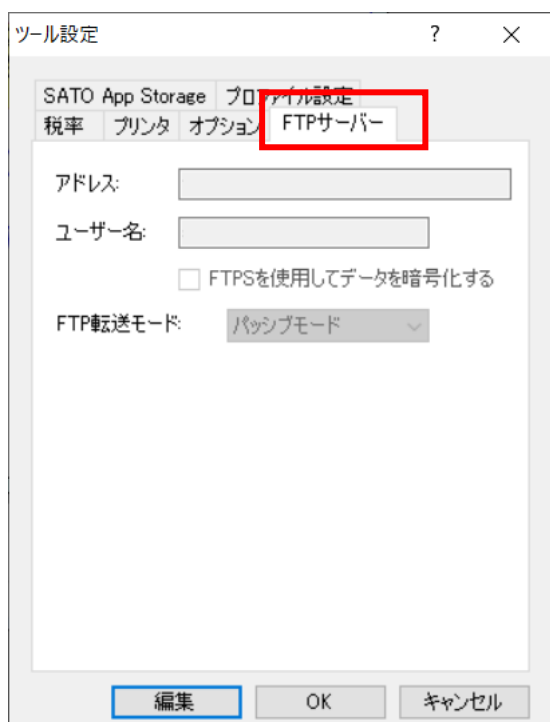 ツール設定
?
SATO App Storage プロファイル設定
税率 プリンタ オプション FTPサーバー
アドレス:
ユーザー名:
FTPSを使用してデータを暗号化する
FTP転送モード: パッシブモード
編集 OK キャンセル